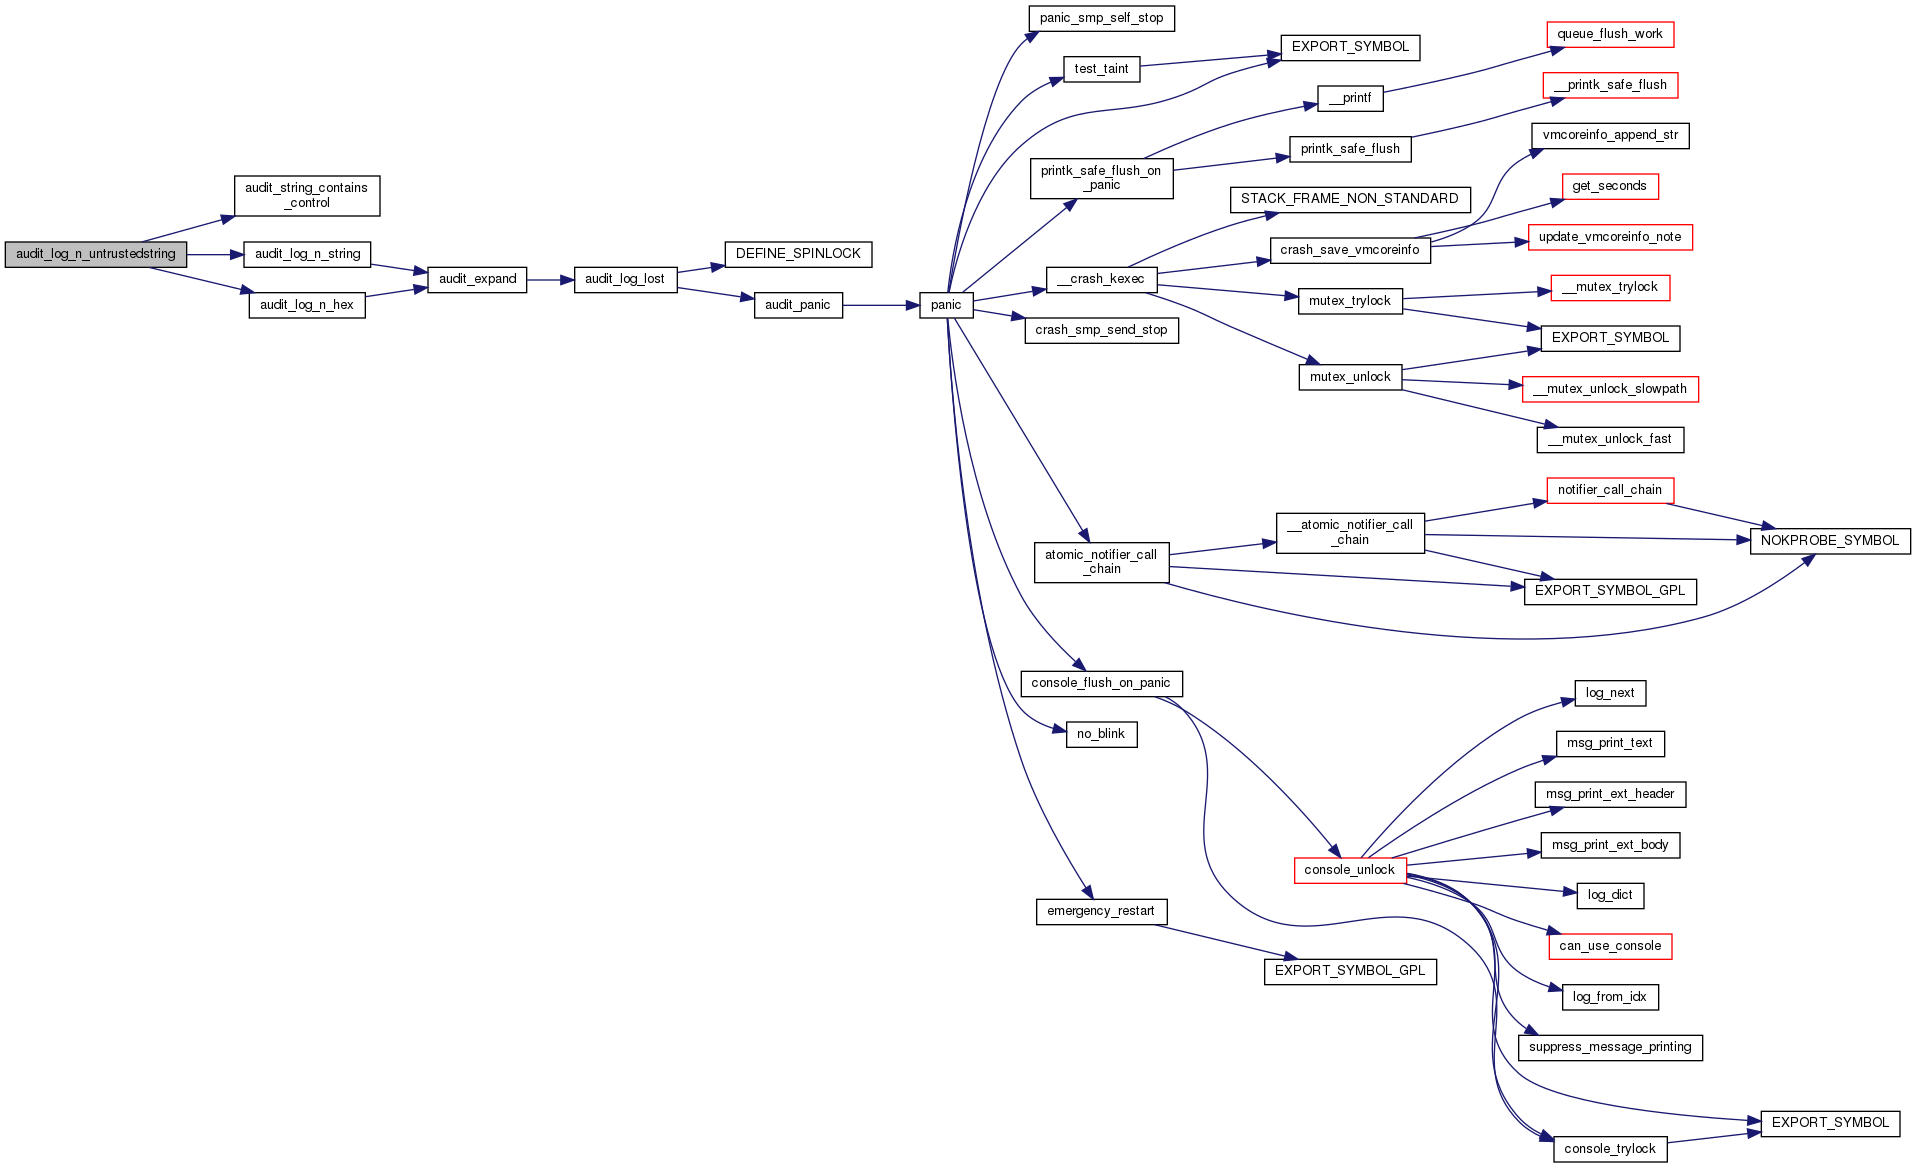 panic_smp_self_stop
queue_flush_work
EXPORT_SYMBOL
test_taint
__printk_safe_flush
__printf
vmcoreinfo_append_str
printk_safe_flush
printk_safe_flush_on
_panic
get_seconds
audit_string_contains
_control
STACK_FRAME_NON_STANDARD
update_vmcoreinfo_note
crash_save_vmcoreinfo
audit_log_n_untrustedstring
audit_log_n_string
DEFINE_SPINLOCK
audit_expand
audit_log_lost
__crash_kexec
__mutex_trylock
mutex_trylock
audit_log_n_hex
audit_panic
panic
crash_smp_send_stop
EXPORT_SYMBOL
mutex_unlock
__mutex_unlock_slowpath
__mutex_unlock_fast
notifier_call_chain
__atomic_notifier_call
_chain
NOKPROBE_SYMBOL
atomic_notifier_call
_chain
EXPORT_SYMBOL_GPL
console_flush_on_panic
log_next
no_blink
msg_print_text
msg_print_ext_header
msg_print_ext_body
console_unlock
log_dict
emergency_restart
can_use_console
EXPORT_SYMBOL_GPL
log_from_idx
suppress_message_printing
EXPORT_SYMBOL
console_trylock